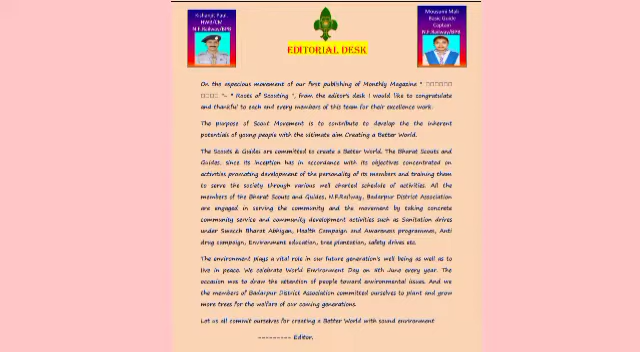 Kisharjit Paul
HWB/CM
N.F.Railway/BPB
Mousami Mali
Basic Guide
Captain
N.F.Railway/BPB
EDITORIAL DESK
On the especious movement of our first publishing of Monthly Magazine "
"- " Roots of Scouting ", from the editor's desk I would like to congratulate
and thankful to each end every members of this team for their excellence work.
The purpose of Scout Movement is to contribute to develop the the inherent
potentials of young people with the ultimate aim Creating a Better World.
The Scouts & Guides are committed to create a Better World. The Bharat Scouts and
Guides, since its inception has in accordance with its objectives concentrated on
activities promoting development of the personality of its members and training them
to serve the society through various well charted schedule of activities. All the
members of the Bharat Scouts and Guides, N.F.Railway, Badarpur District Association
are engaged in serving the community and the movement by taking concrete
community service and community development activities such as Sanitation drives
under Swacch Bharat Abhigan, Health Campaign and Awareness programmes, Anti
drug campaign, Environment education, tree plantation, safety drives etc.
The environment plays a vital role in our future generation's well being as well as to
live in peace. We celebrate World Environment Day on 4th June every year. The
occasion was to draw the attention of people toward environmental issues. And we
the members of Badarpur District Association committed ourselves to plant and grow
more trees for the welfare of our coming generations.
Let us all commit ourselves for creating a Better World with sound environment
---------- Editor.